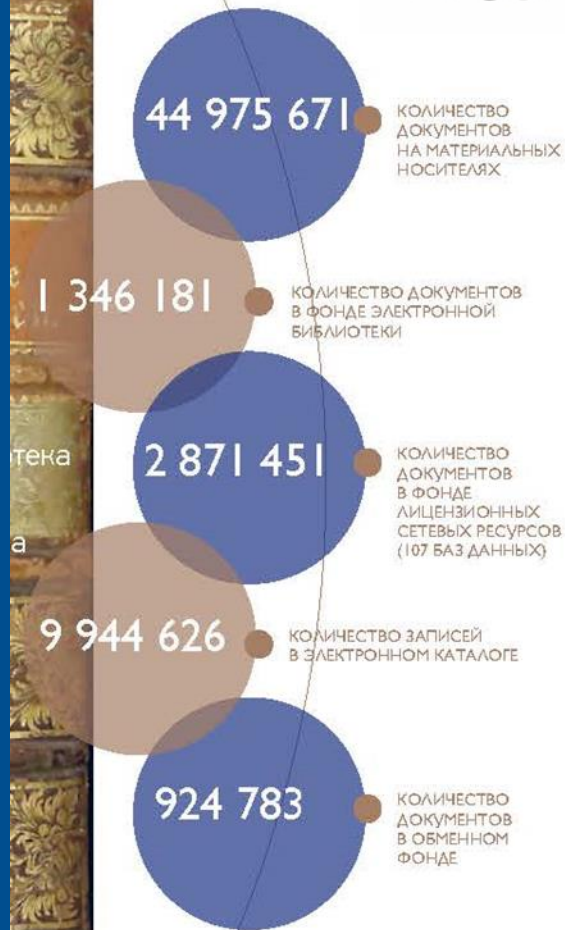 44 975 671
КОЛИЧЕСТВО
ДОКУМЕНТОВ
НА МАТЕРИАЛЬНЫХ
НОСИТЕЛЯХ
1 346 181
КОЛИЧЕСТВО ДОКУМЕНТОВ
В ФОНДЕ ЭЛЕКТРОННОЙ
БИБЛИОТЕКИ
тека
2 871 451
КОЛИЧЕСТВО
ДОКУМЕНТОВ
В ФОНДЕ
ЛИЦЕНЗИОННЫХ
СЕТЕВЫХ РЕСУРСОВ
(107 БАЗ ДАННЫХ)
а
9 944 626
КОЛИЧЕСТВО ЗАПИСЕЙ
В ЭЛЕКТРОННОМ КАТАЛОГЕ
924 783
КОЛИЧЕСТВО
ДОКУМЕНТОВ
В ОБМЕННОМ
ФОНДЕ